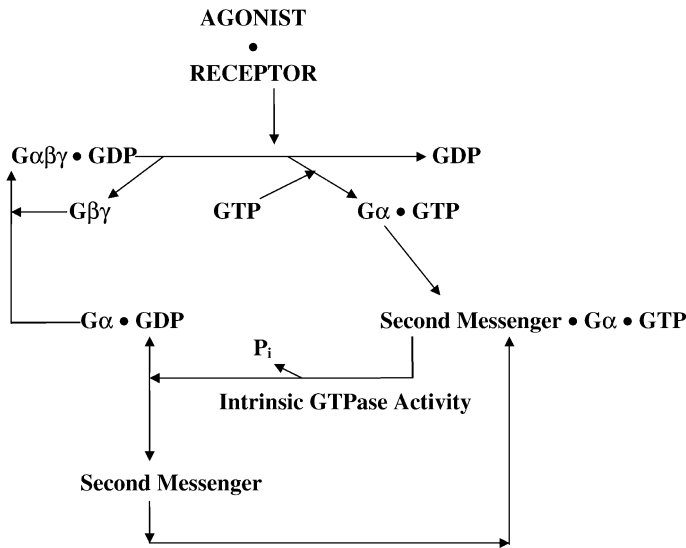 AGONIST
•
RECEPTOR
Gαβγ • GDP
GDP
Gβγ
GTP
Gα • GTP
Gα • GDP
Second Messenger • Gα • GTP
Pi
Intrinsic GTPase Activity
Second Messenger